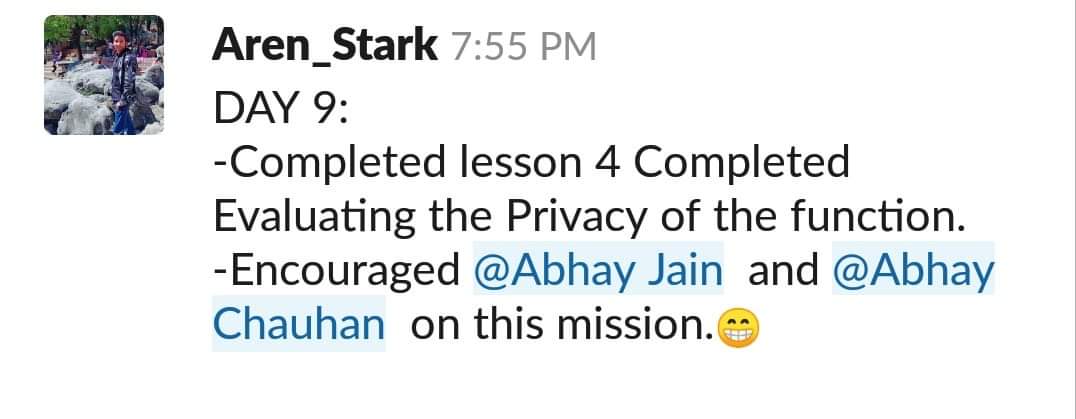 Aren_Stark 7:55 PM
DAY 9:
-Completed lesson 4 Completed
Evaluating the Privacy of the function.
-Encouraged @Abhay Jain and @Abhay
Chauhan on this mission.😁